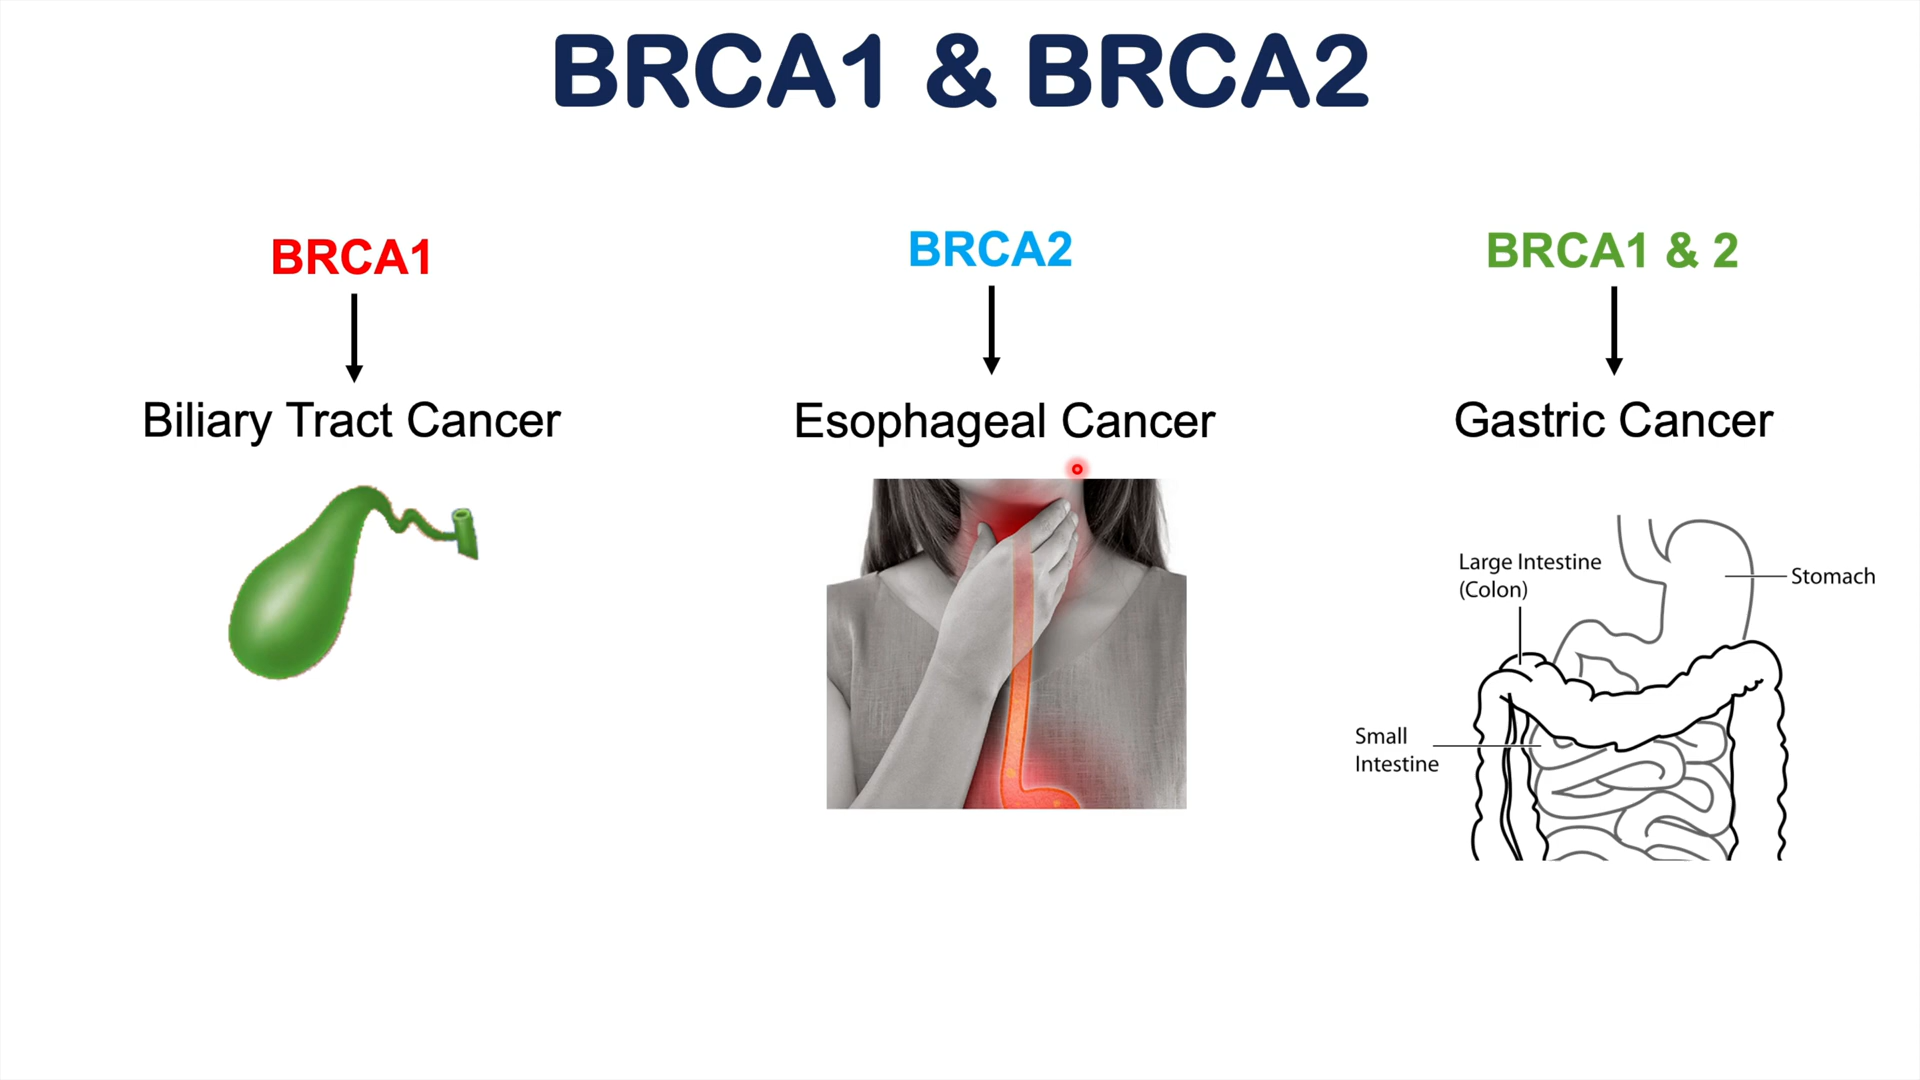 BRCA1 & BRCA2
BRCA1
BRCA2
BRCA1 & 2
Biliary Tract Cancer
Esophageal Cancer
Gastric Cancer
Large Intestine
(Colon)
Stomach
Small
Intestine